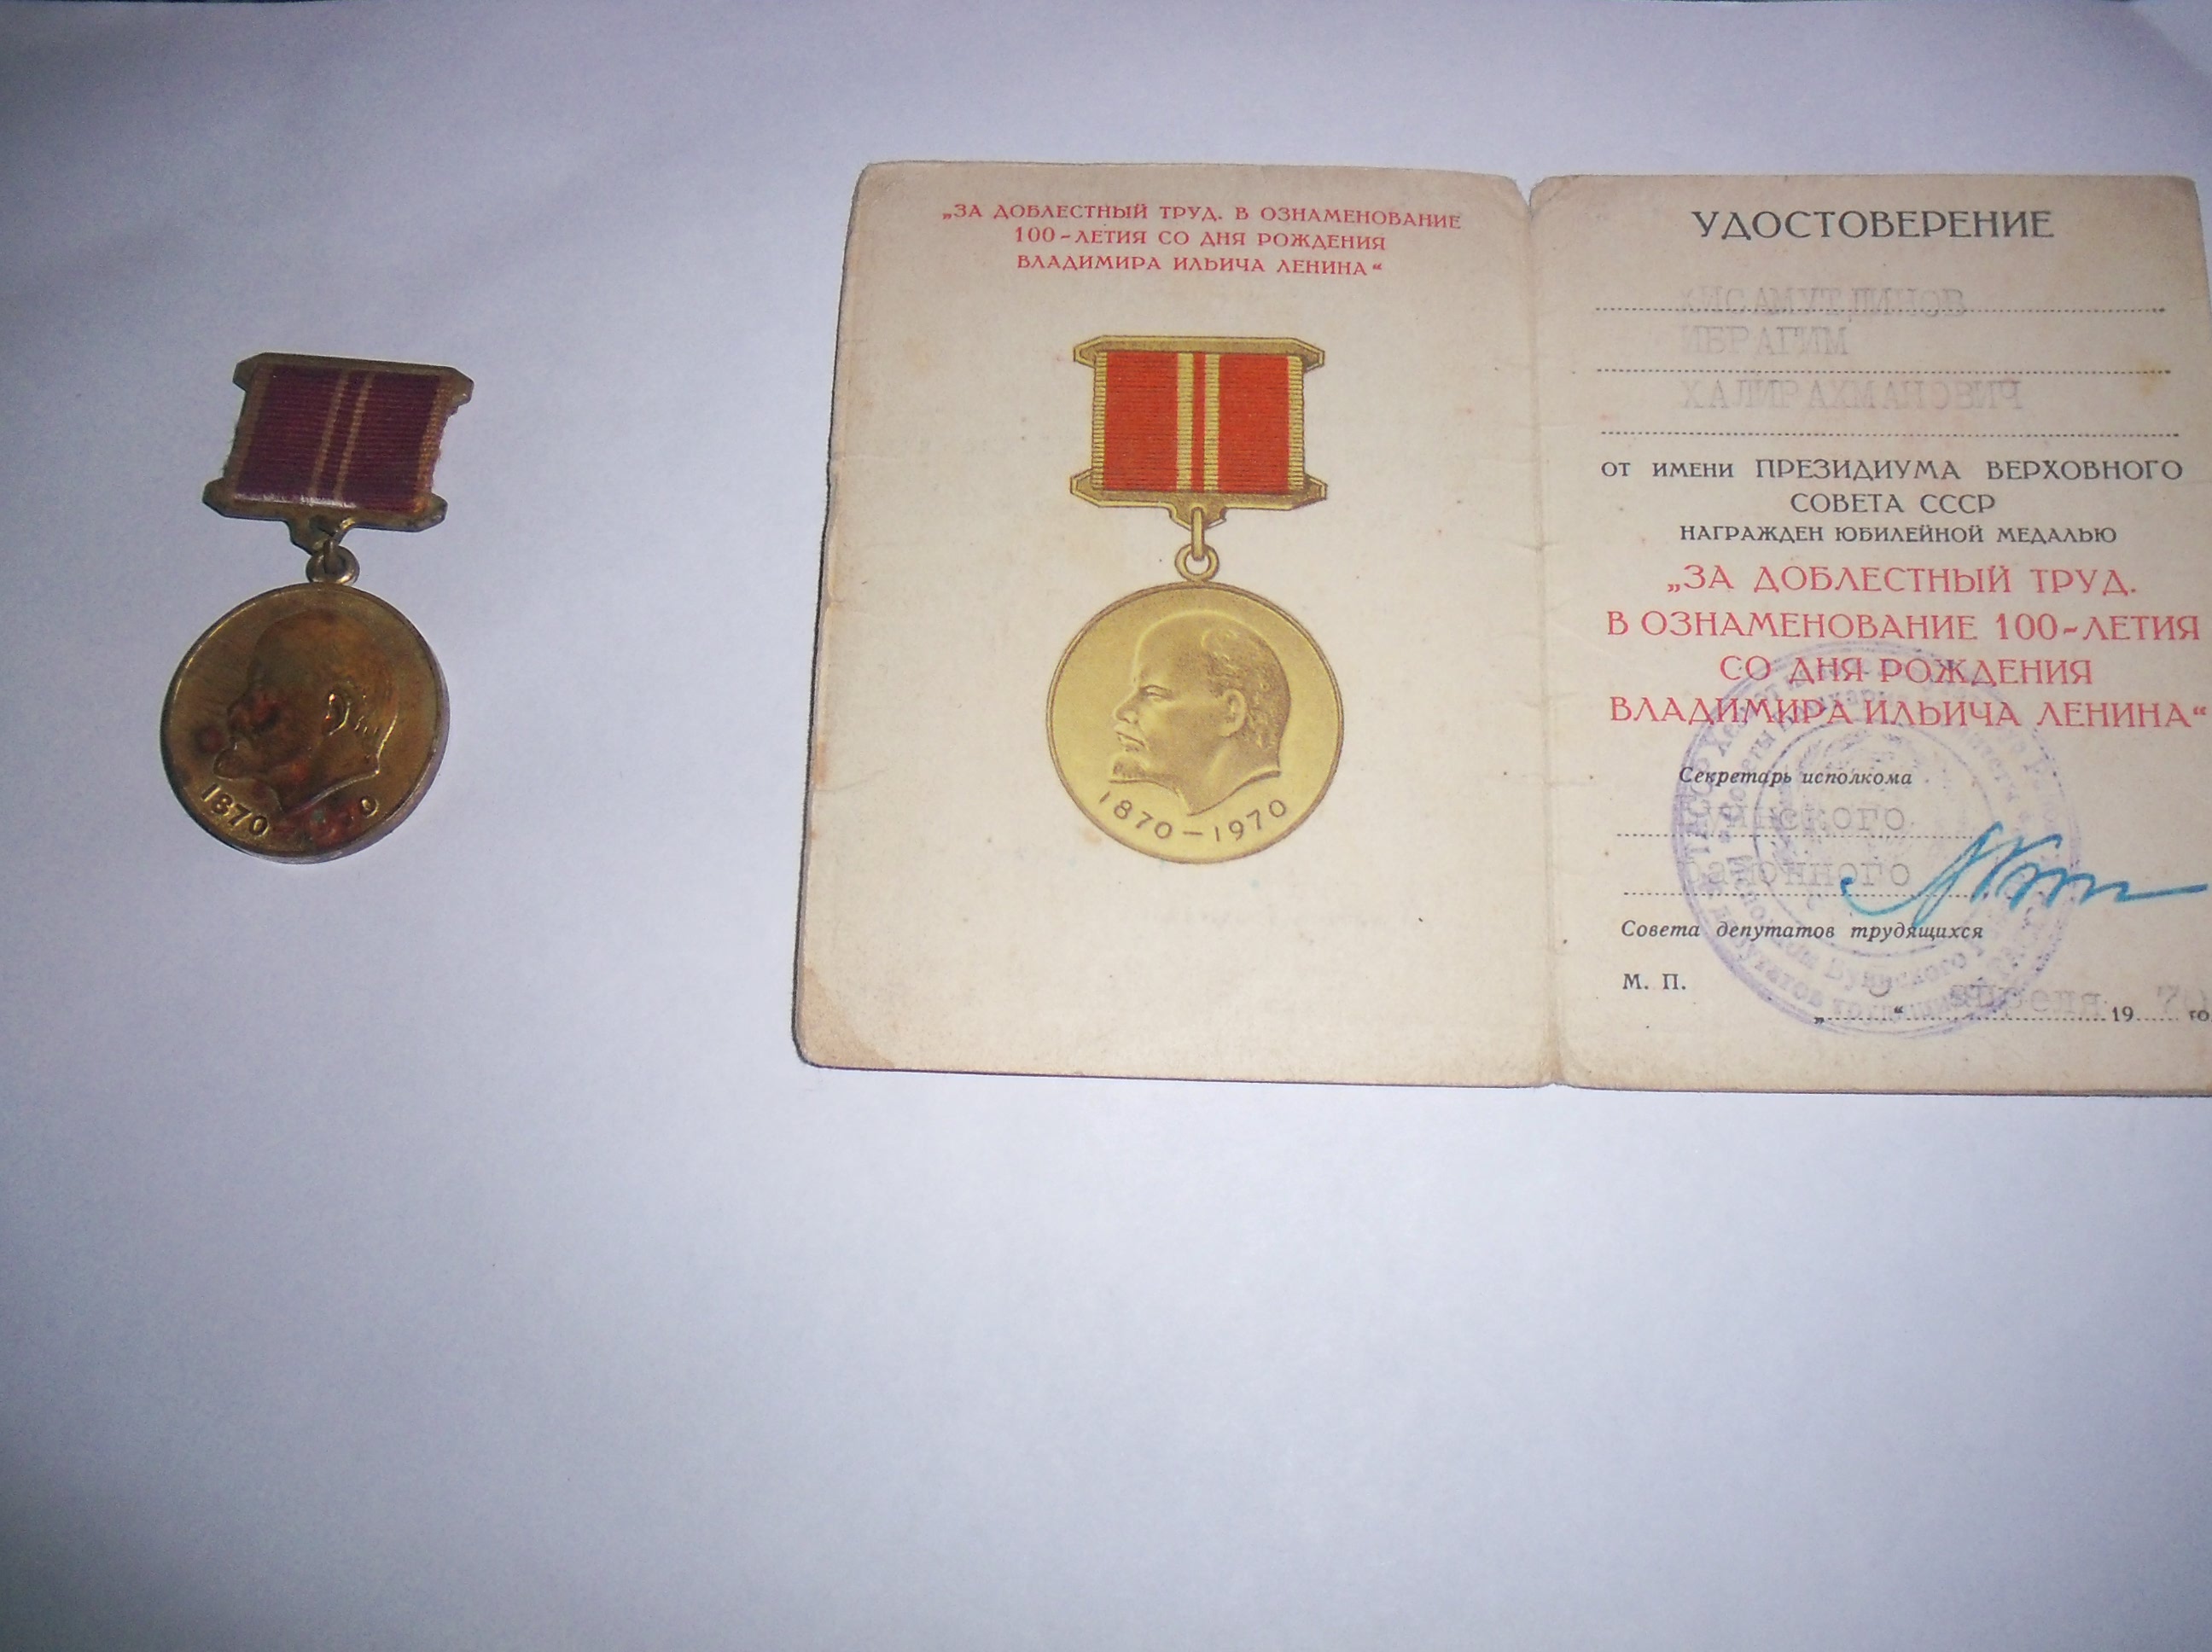 1870
„ЗА ДОБЛЕСТНЫЙ ТРУД. В ОЗНАМЕНОВАНИЕ
100-ЛЕТИЯ СО ДНЯ РОЖДЕНИЯ
ВЛАДИМИРА ИЛЬИЧА ЛЕНИНА“
1870-1970
УДОСТОВЕРЕНИЕ
ХИСАМУТДИНОВ
ИБРАГИМ
ХАЛИРАХМАНОВИЧ
ОТ ИМЕНИ ПРЕЗИДИУМА ВЕРХОВНОГО
СОВЕТА СССР
НАГРАЖДЕН ЮБИЛЕЙНОЙ МЕДАЛЬЮ
„ЗА ДОБЛЕСТНЫЙ ТРУД.
В ОЗНАМЕНОВАНИЕ 100-ЛЕТИЯ
СО ДНЯ РОЖДЕНИЯ
ВЛАДИМИРА ИЛЬИЧА ЛЕНИНА“
Секретарь исполкома
Буинского
районного
Совета депутатов трудящихся
М. П.
„ “ апреля 19 70 го